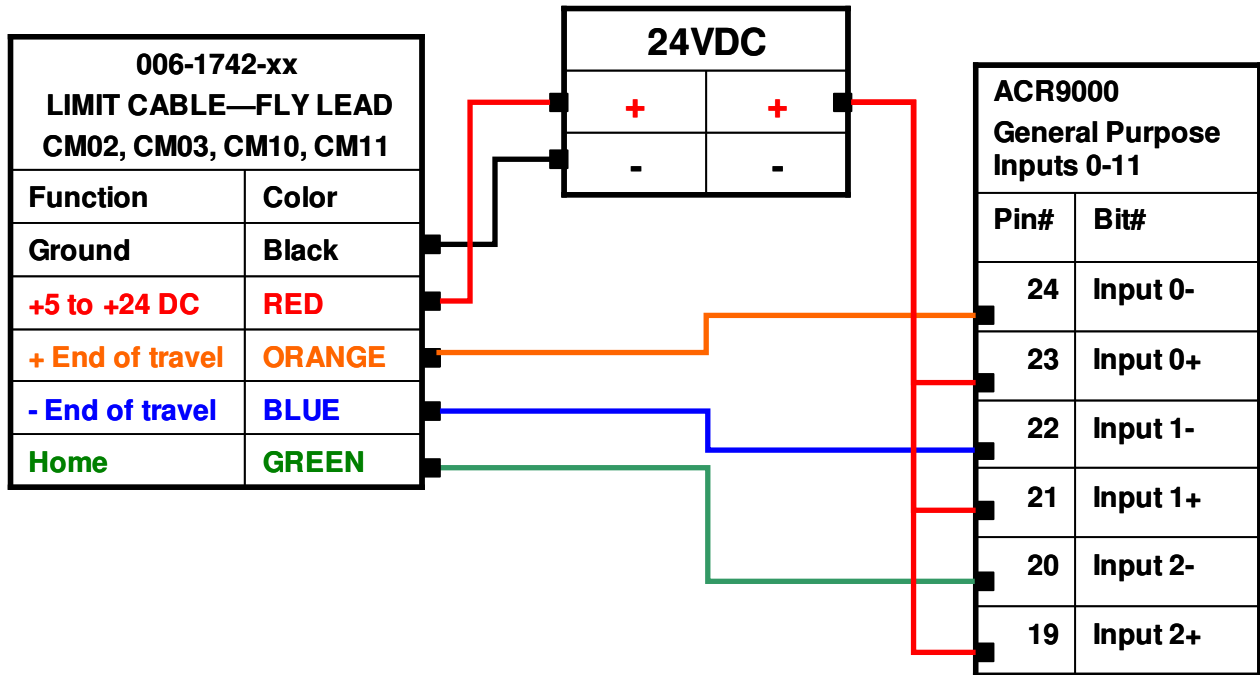 006-1742-xx
LIMIT CABLE—FLY LEAD
CM02, CM03, CM10, CM11
Function Color
Ground Black
+5 to +24 DC RED
+ End of travel ORANGE
- End of travel BLUE
Home GREEN
24VDC
+ +
- -
ACR9000
General Purpose
Inputs 0-11
Pin# Bit#
24 Input 0-
23 Input 0+
22 Input 1-
21 Input 1+
20 Input 2-
19 Input 2+